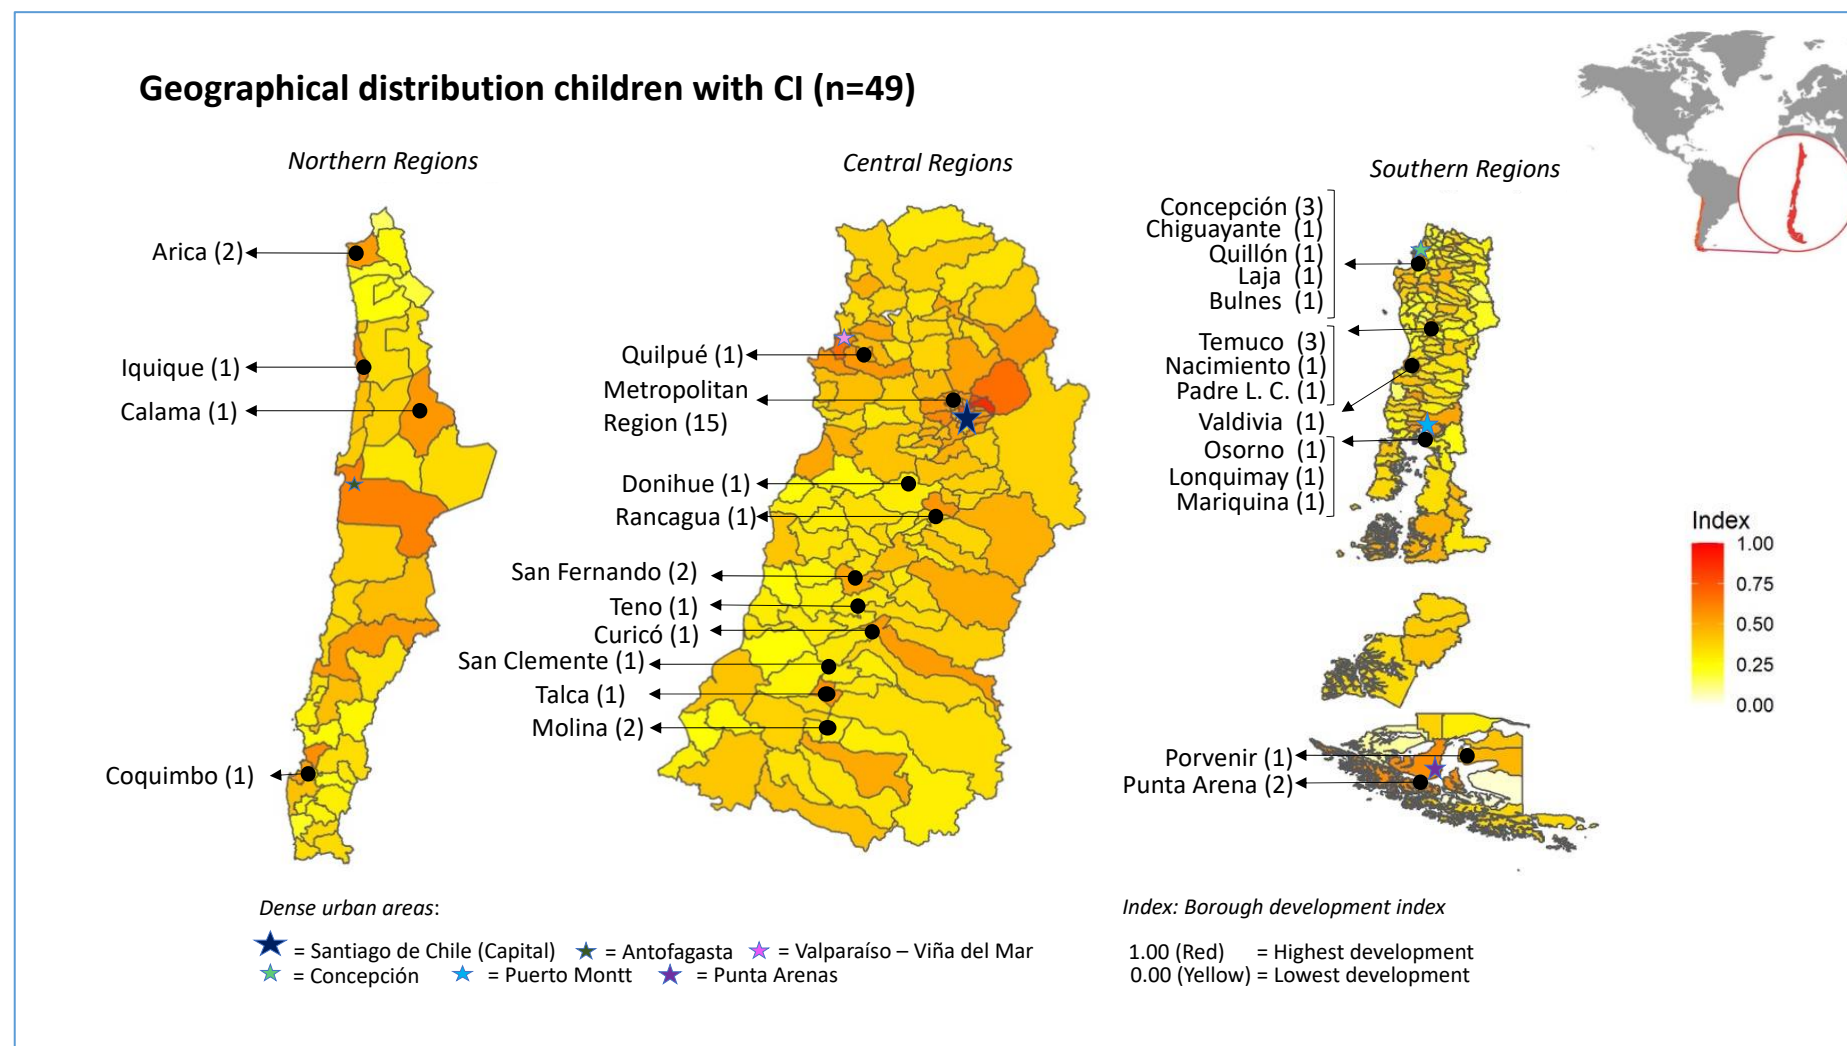 Geographical distribution children with CI (n=49)
Northern Regions
Arica (2)
Iquique (1)
Calama (1)
Coquimbo (1)
Central Regions
Quilpué (1)
Metropolitan
Region (15)
Donihue (1)
Rancagua (1)
San Fernando (2)
Teno (1)
Curicó (1)
San Clemente (1)
Talca (1)
Molina (2)
Southern Regions
Concepción (3)
Chiguayante (1)
Quillón (1)
Laja (1)
Bulnes (1)
Temuco (3)
Nacimiento (1)
Padre L. C. (1)
Valdivia (1)
Osorno (1)
Lonquimay (1)
Mariquina (1)
Porvenir (1)
Punta Arena (2)
Index
1.00
0.75
0.50
0.25
0.00
Dense urban areas:
= Santiago de Chile (Capital) = Antofagasta = Valparaíso – Viña del Mar
= Concepción = Puerto Montt = Punta Arenas
Index: Borough development index
1.00 (Red) = Highest development
0.00 (Yellow) = Lowest development